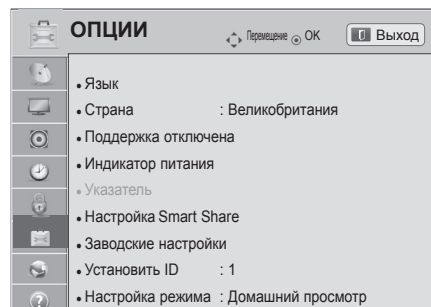 ОПЦИИ
Перемещение OK
Выход
Язык
Страна : Великобритания
Поддержка отключена
Индикатор питания
Указатель
Настройка Smart Share
Заводские настройки
Установить ID : 1
Настройка режима : Домашний просмотр